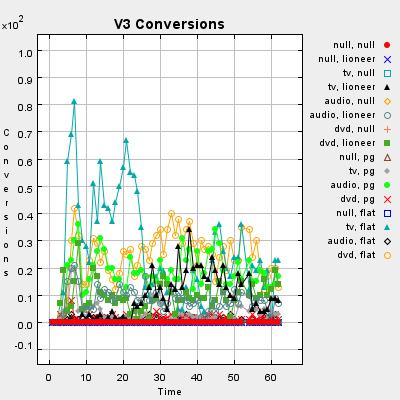 V3 Conversions
x10^2
1.0
0.9
0.8
0.7
0.6
0.5
0.4
0.3
0.2
0.1
0.0
-0.1
Conversions
0 10 20 30 40 50 60
Time
null, null
null, lioneer
tv, null
tv, lioneer
audio, null
audio, lioneer
dvd, null
dvd, lioneer
null, pg
tv, pg
audio, pg
dvd, pg
null, flat
tv, flat
audio, flat
dvd, flat